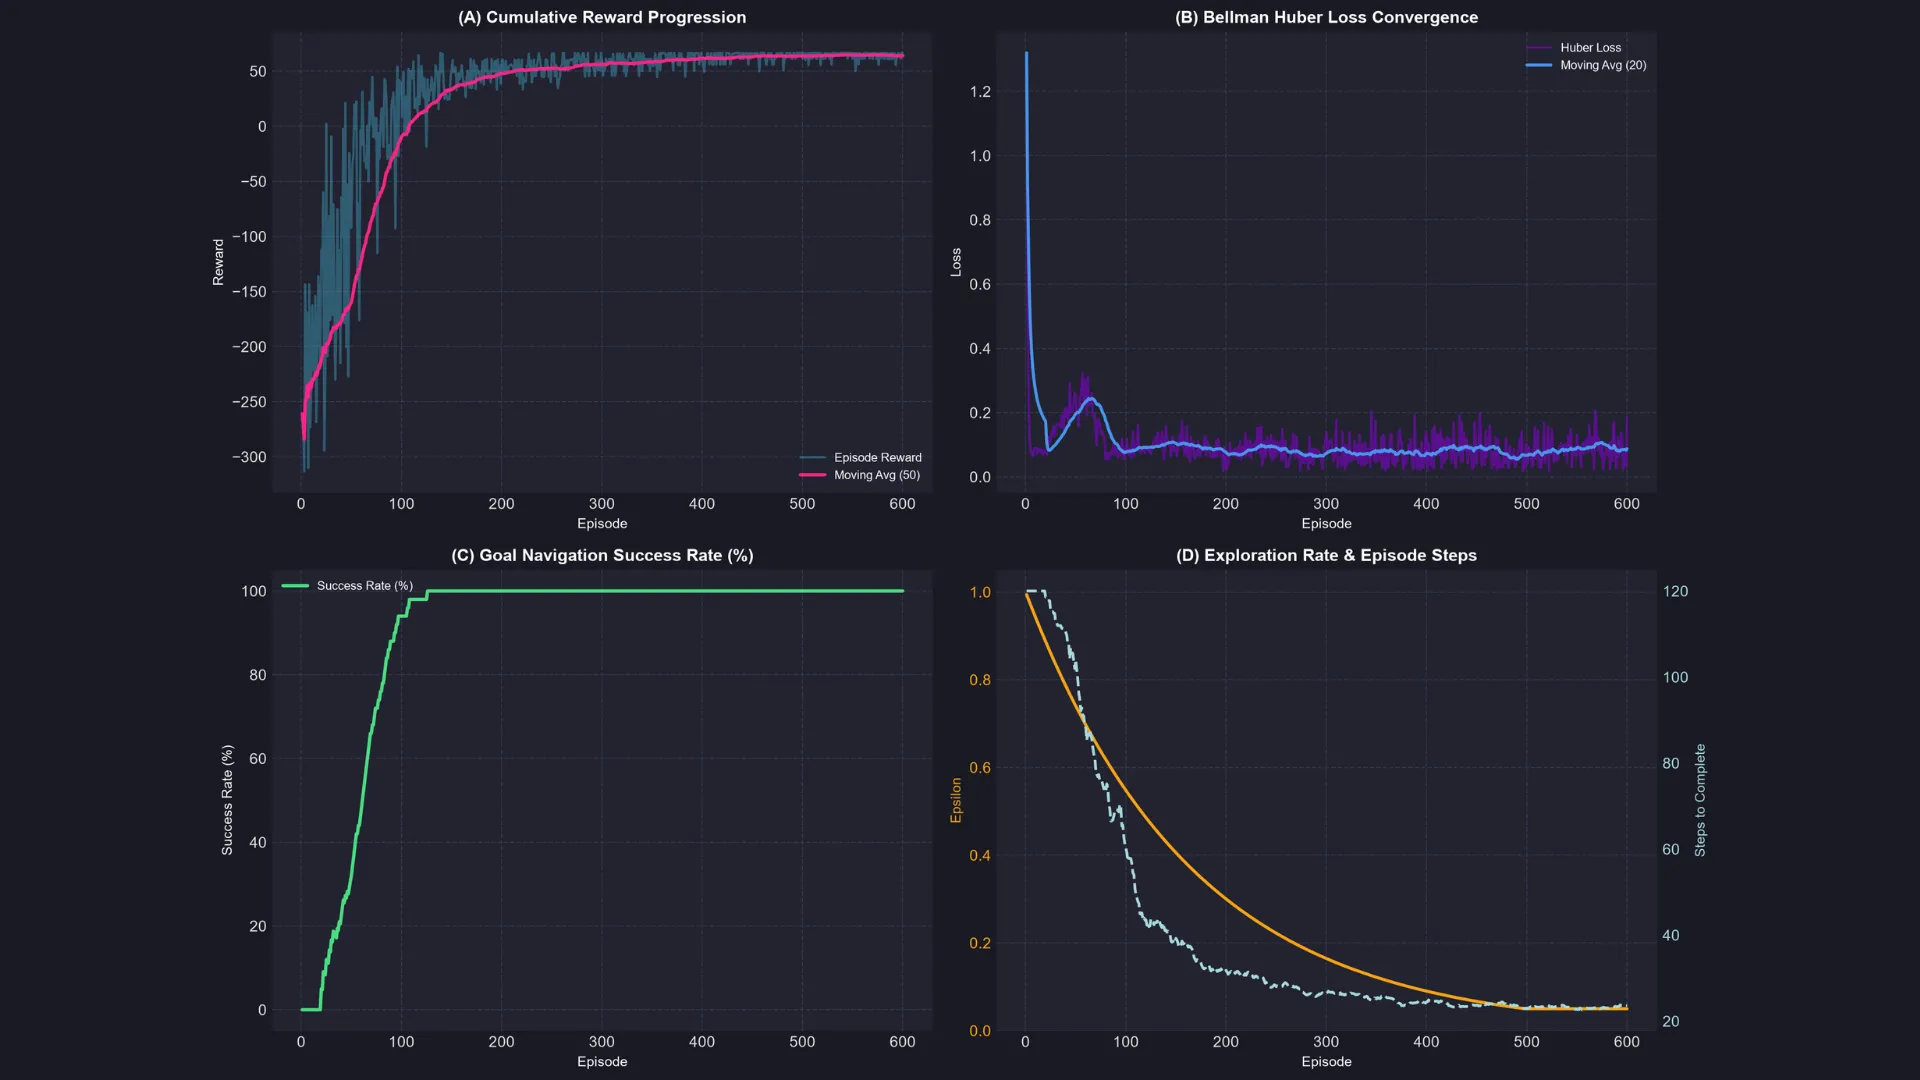 (A) Cumulative Reward Progression
50
0
−50
−100
−150
−200
−250
−300
Reward
Episode Reward
Moving Avg (50)
0 100 200 300 400 500 600
Episode
(B) Bellman Huber Loss Convergence
Huber Loss
Moving Avg (20)
1.2
1.0
0.8
0.6
0.4
0.2
0.0
Loss
0 100 200 300 400 500 600
Episode
(C) Goal Navigation Success Rate (%)
Success Rate (%)
100
80
60
40
20
0
Success Rate (%)
0 100 200 300 400 500 600
Episode
(D) Exploration Rate & Episode Steps
1.0
0.8
0.6
0.4
0.2
0.0
Epsilon
120
100
80
60
40
20
Steps to Complete
0 100 200 300 400 500 600
Episode